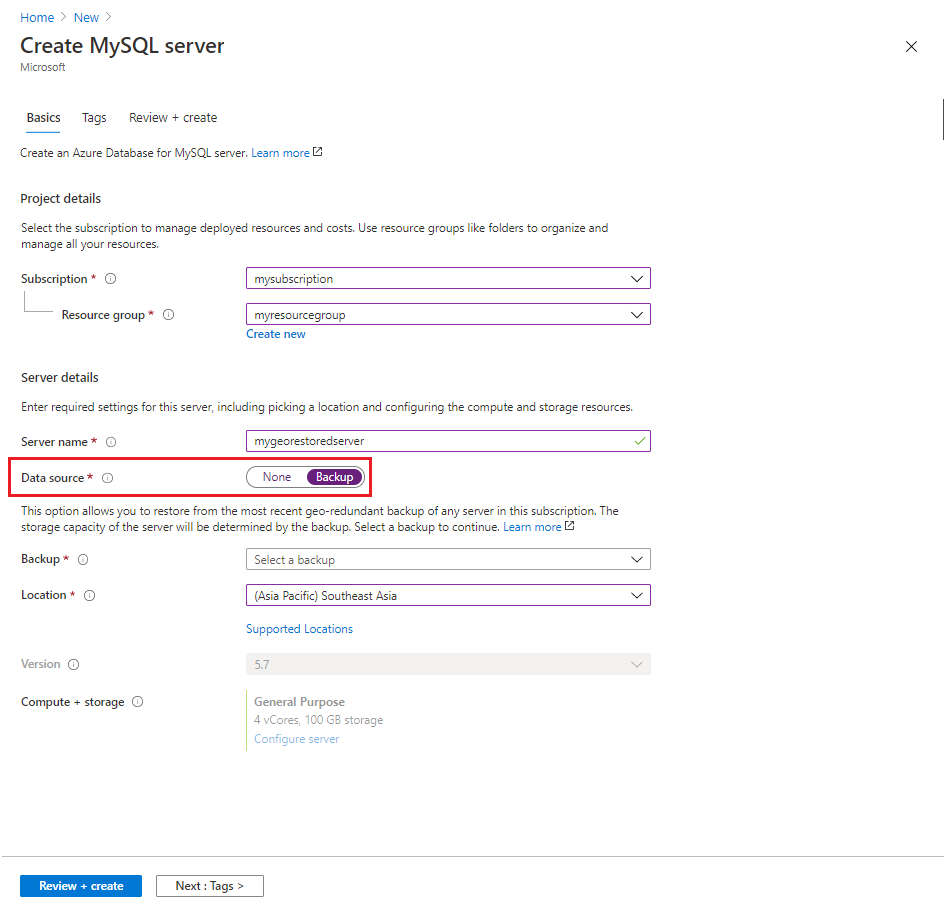 Home > New >
Create MySQL server
Microsoft
Basics Tags Review + create
Create an Azure Database for MySQL server. Learn more
Project details
Select the subscription to manage deployed resources and costs. Use resource groups like folders to organize and
manage all your resources.
Subscription * mysubscription
Resource group * myresourcegroup
Create new
Server details
Enter required settings for this server, including picking a location and configuring the compute and storage resources.
Server name * mygeorestoredserver
Data source * None Backup
This option allows you to restore from the most recent geo-redundant backup of any server in this subscription. The
storage capacity of the server will be determined by the backup. Select a backup to continue. Learn more
Backup * Select a backup
Location * (Asia Pacific) Southeast Asia
Supported Locations
Version 5.7
Compute + storage General Purpose
4 vCores, 100 GB storage
Configure server
Review + create Next : Tags >